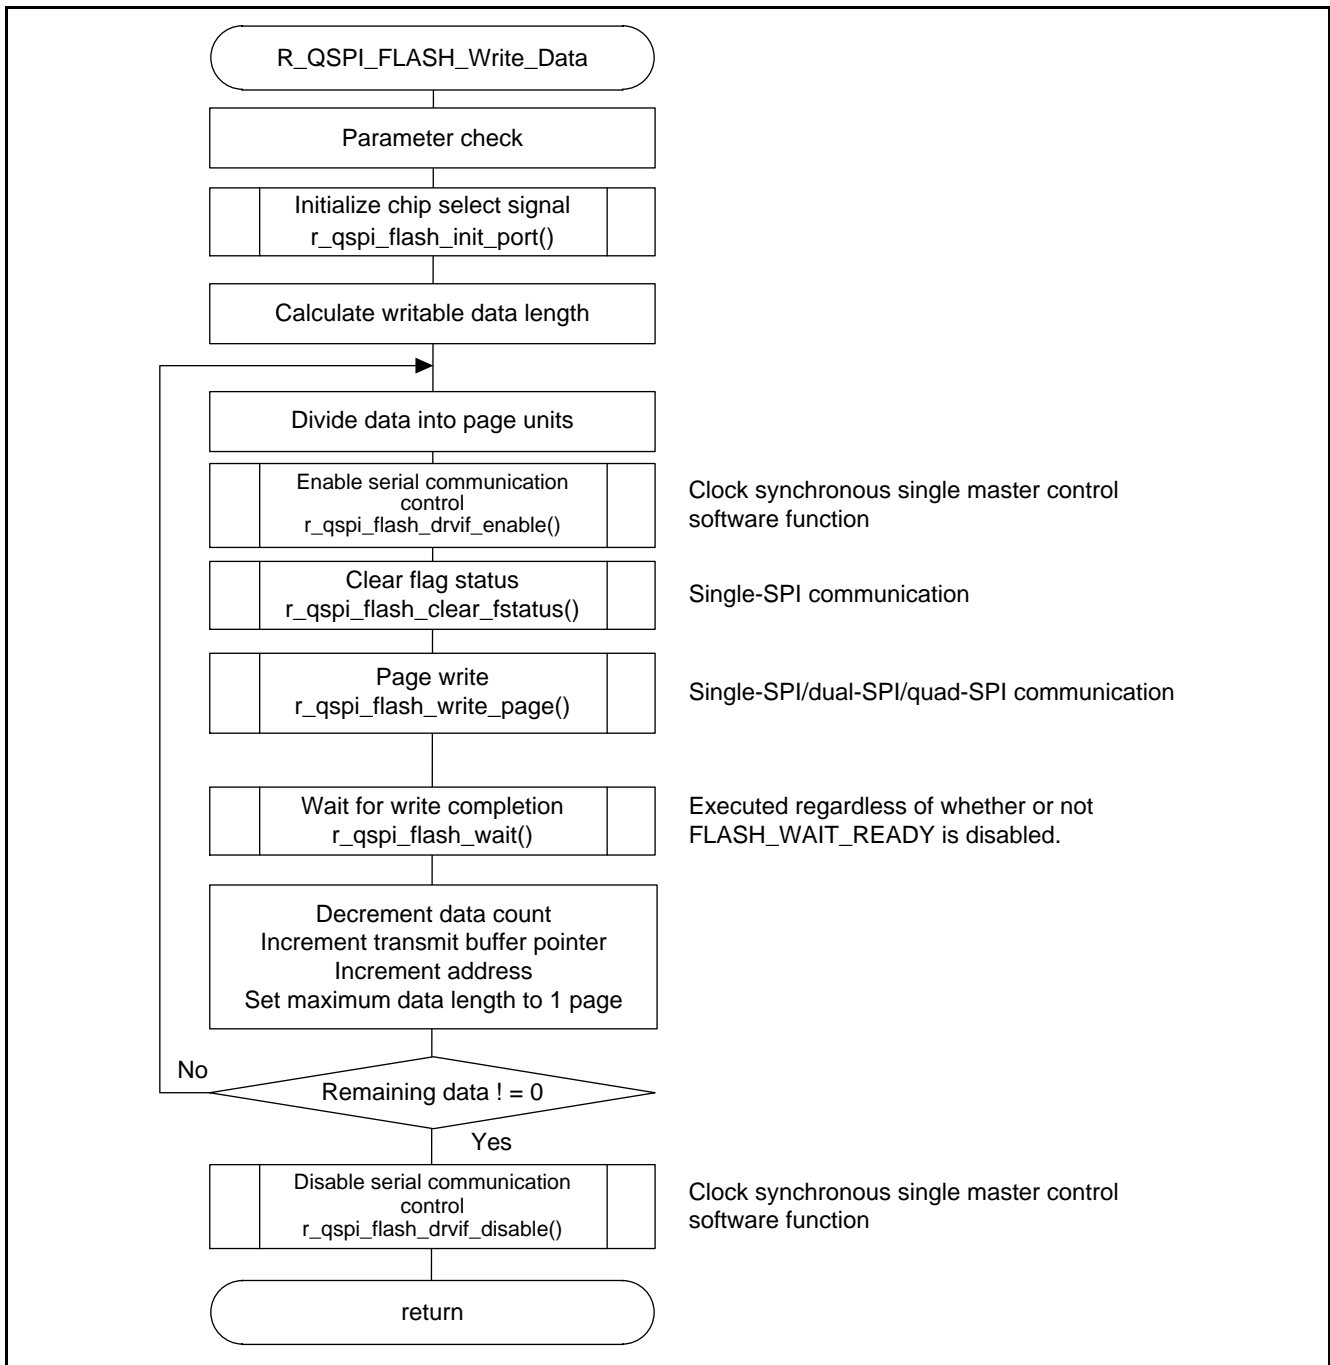 R_QSPI_FLASH_Write_Data
Parameter check
Initialize chip select signal
r_qspi_flash_init_port()
Calculate writable data length
Divide data into page units
Enable serial communication
control
r_qspi_flash_drvif_enable()
Clock synchronous single master control
software function
Clear flag status
r_qspi_flash_clear_fstatus()
Single-SPI communication
Page write
r_qspi_flash_write_page()
Single-SPI/dual-SPI/quad-SPI communication
Wait for write completion
r_qspi_flash_wait()
Executed regardless of whether or not
FLASH_WAIT_READY is disabled.
Decrement data count
Increment transmit buffer pointer
Increment address
Set maximum data length to 1 page
No
Remaining data ! = 0
Yes
Disable serial communication
control
r_qspi_flash_drvif_disable()
Clock synchronous single master control
software function
return